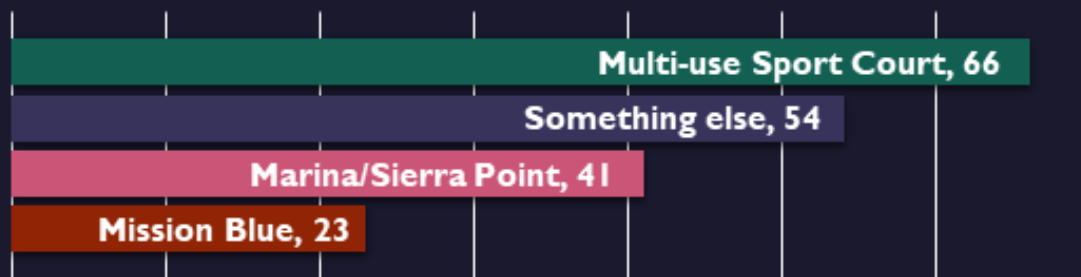 Multi-use Sport Court, 66
Something else, 54
Marina/Sierra Point, 41
Mission Blue, 23